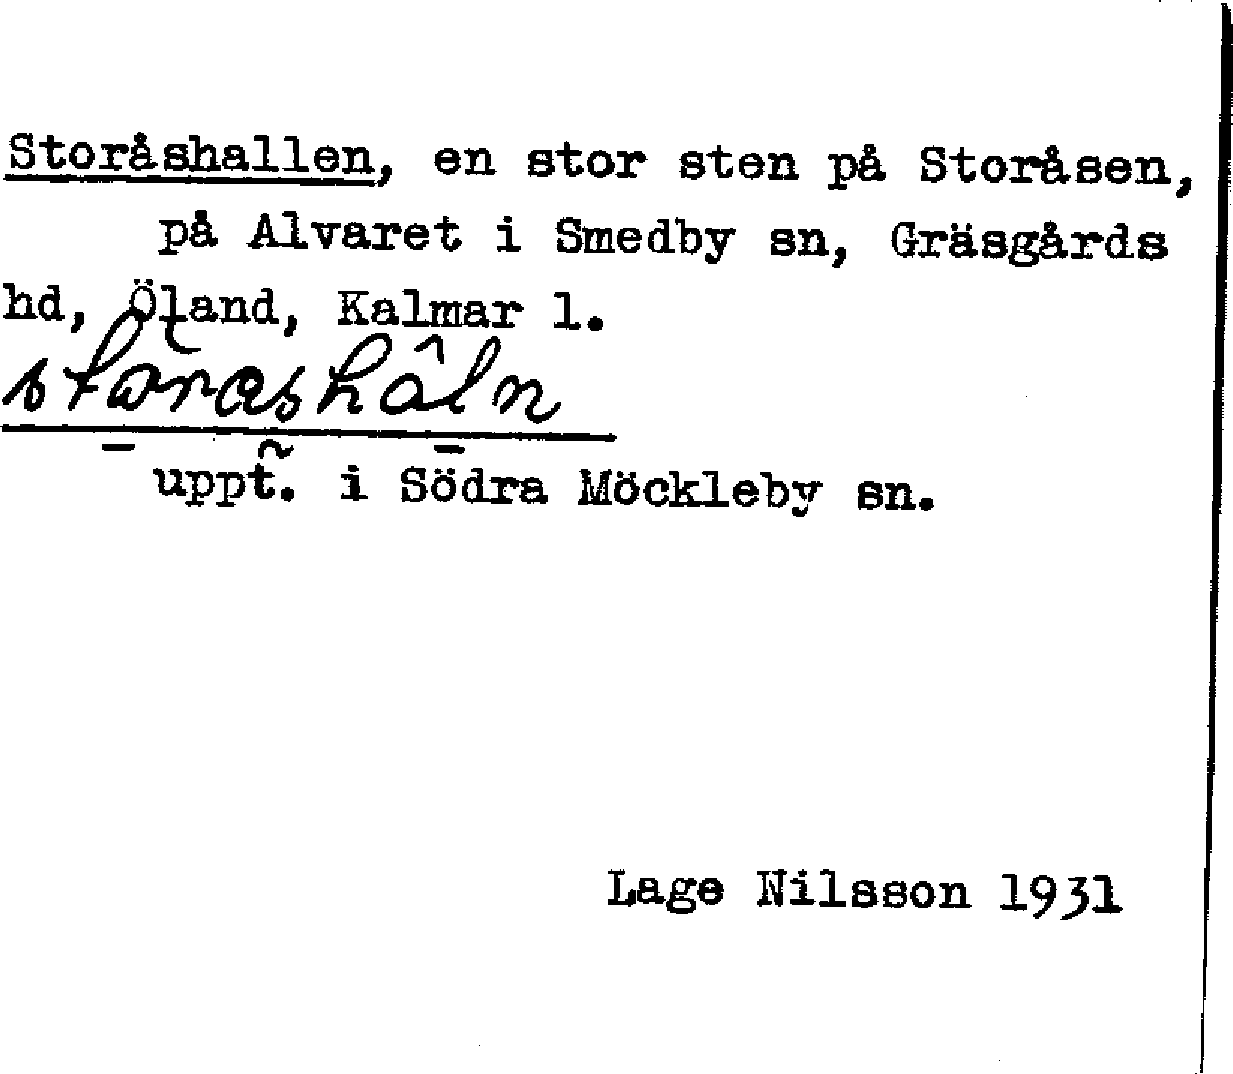 Storåshallen, en stor sten på Storåsen,
på Alvaret i Smedby sn, Gräsgårds
hd, Öland, Kalmar l.
uppt. i Södra Möckleby sn.
Lage Nilsson 1931